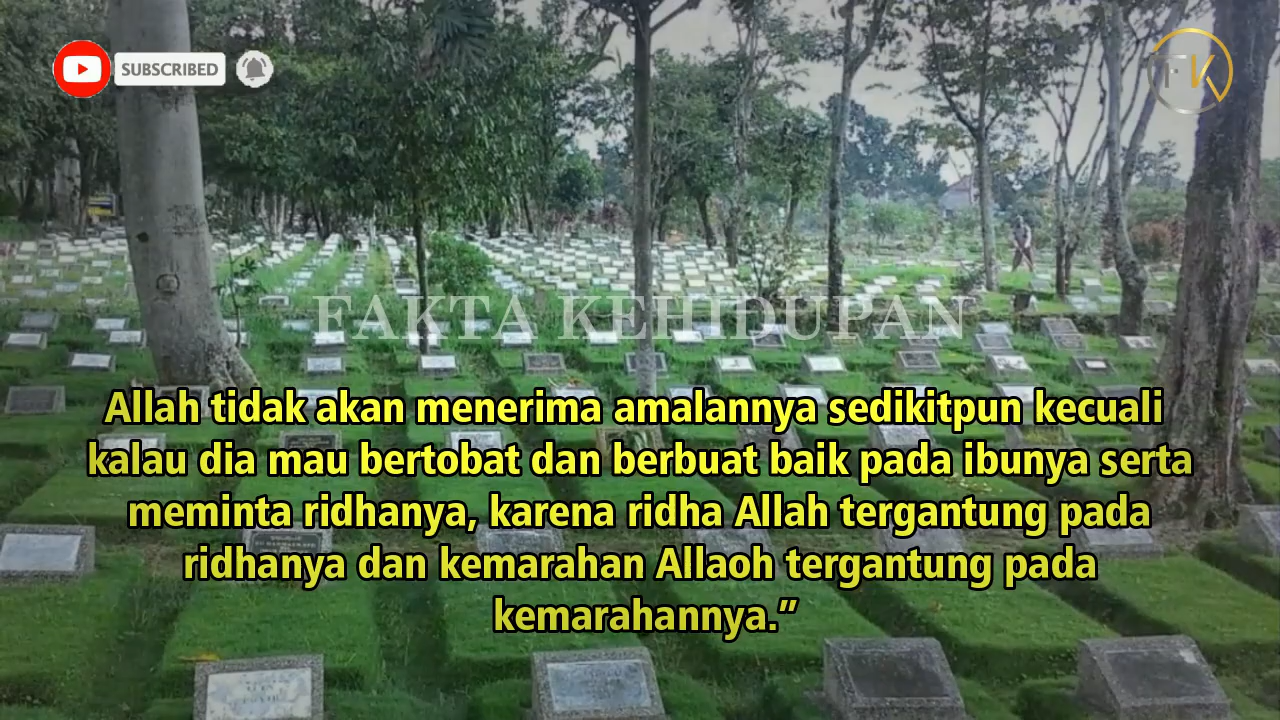 SUBSCRIBED
FK
FAKTA KEHIDUPAN
Allah tidak akan menerima amalannya sedikitpun kecuali
kalau dia mau bertobat dan berbuat baik pada ibunya serta
meminta ridhanya, karena ridha Allah tergantung pada
ridhanya dan kemarahan Allaoh tergantung pada
kemarahannya.”